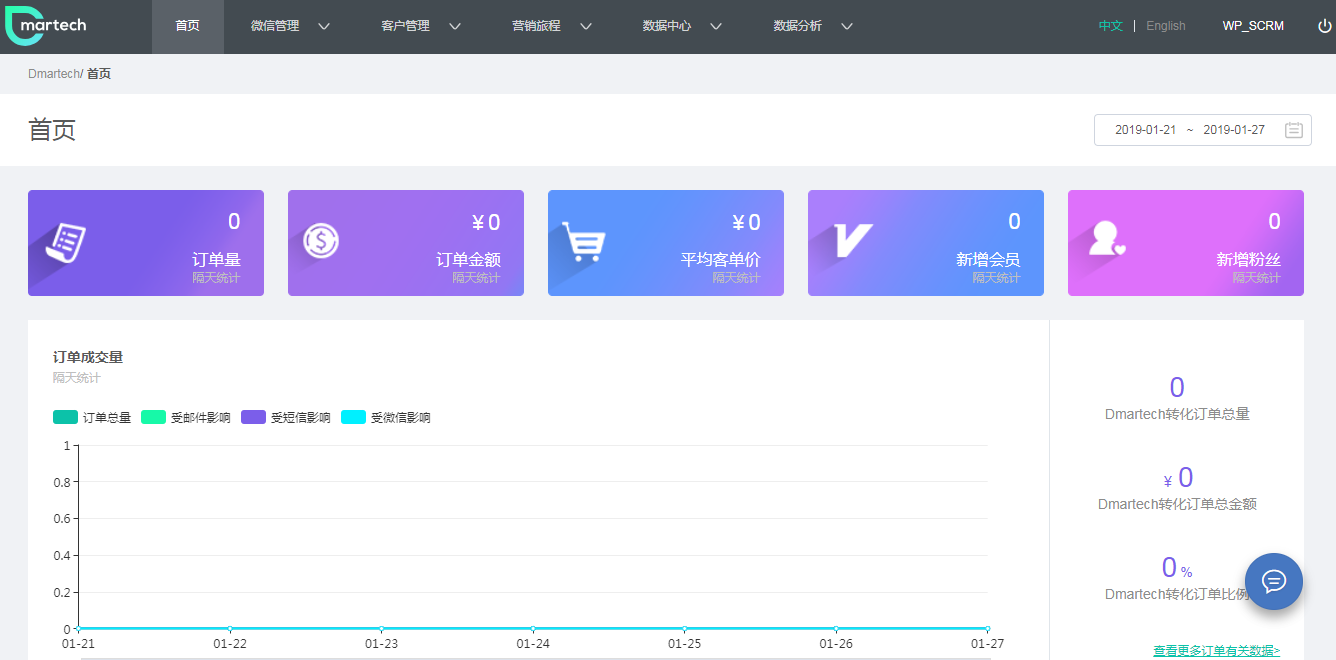 Dmartech 首页 微信管理 客户管理 营销旅程 数据中心 数据分析 中文 | English WP_SCRM
Dmartech/ 首页
首页
2019-01-21 ~ 2019-01-27
0
订单量
隔天统计
¥ 0
订单金额
隔天统计
¥ 0
平均客单价
隔天统计
0
新增会员
隔天统计
0
新增粉丝
隔天统计
订单成交量
隔天统计
订单总量 受邮件影响 受短信影响 受微信影响
1
0.8
0.6
0.4
0.2
0
01-21 01-22 01-23 01-24 01-25 01-26 01-27
0
Dmartech转化订单总量
¥ 0
Dmartech转化订单总金额
0 %
Dmartech转化订单比例
查看更多订单有关数据>